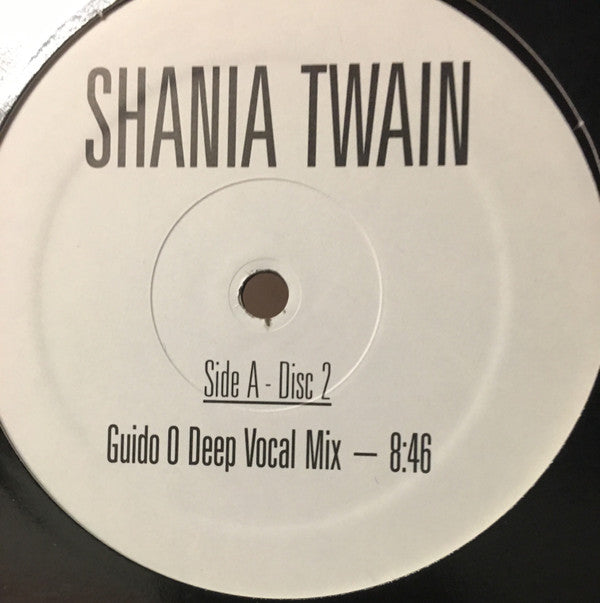 SHANIA TWAIN
Side A - Disc 2
Guido O Deep Vocal Mix — 8:46